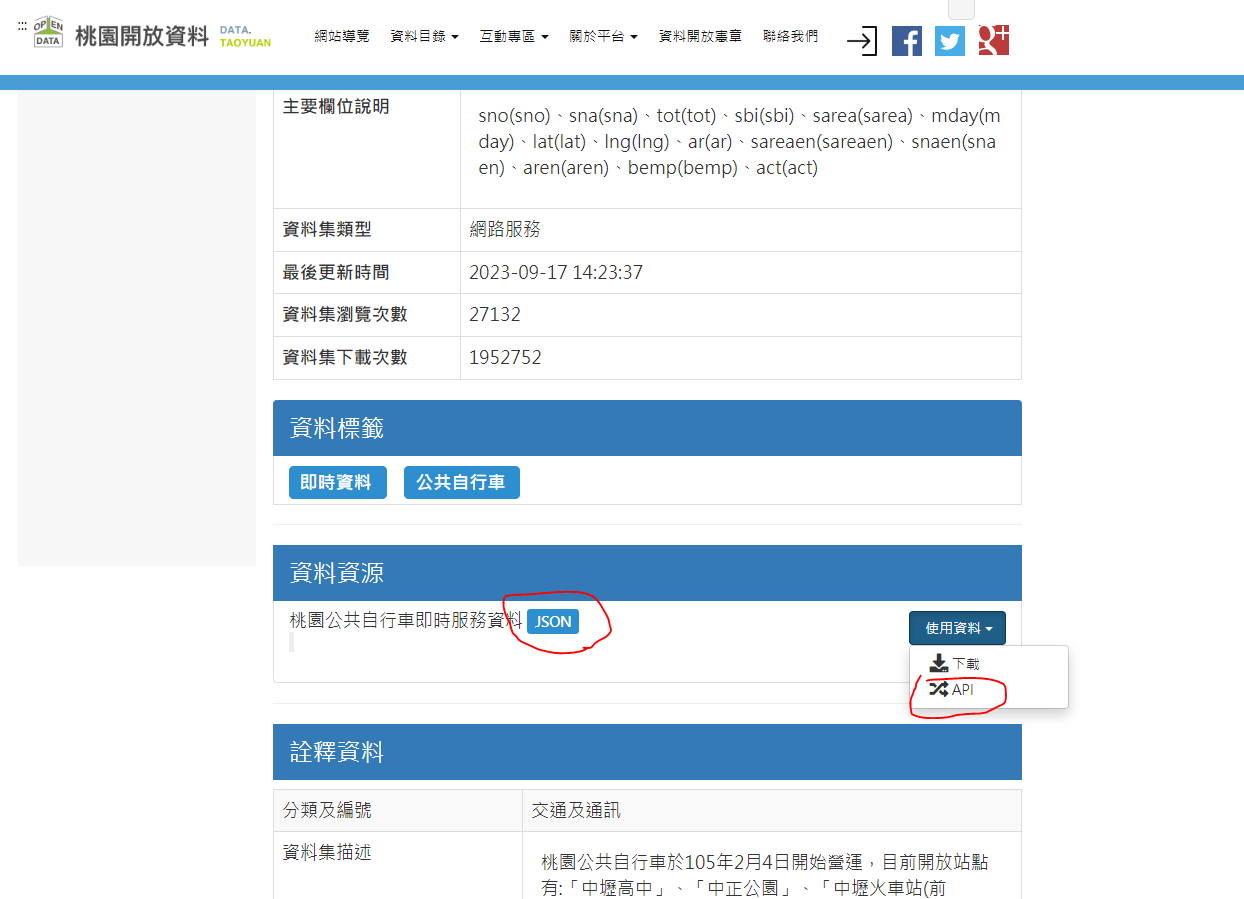 :::
OPEN DATA 桃園開放資料 DATA. TAOYUAN 網站導覽 資料目錄 互動專區 關於平台 資料開放憲章 聯絡我們
主要欄位說明
sno(sno)、sna(sna)、tot(tot)、sbi(sbi)、sarea(sarea)、mday(m
day)、lat(lat)、lng(lng)、ar(ar)、sareaen(sareaen)、snaen(sna
en)、aren(aren)、bemp(bemp)、act(act)
資料集類型 網路服務
最後更新時間 2023-09-17 14:23:37
資料集瀏覽次數 27132
資料集下載次數 1952752
資料標籤
即時資料 公共自行車
資料資源
桃園公共自行車即時服務資料 JSON 使用資料
下載
API
詮釋資料
分類及編號 交通及通訊
資料集描述
桃園公共自行車於105年2月4日開始營運，目前開放站點
有:「中壢高中」、「中正公園」、「中壢火車站(前